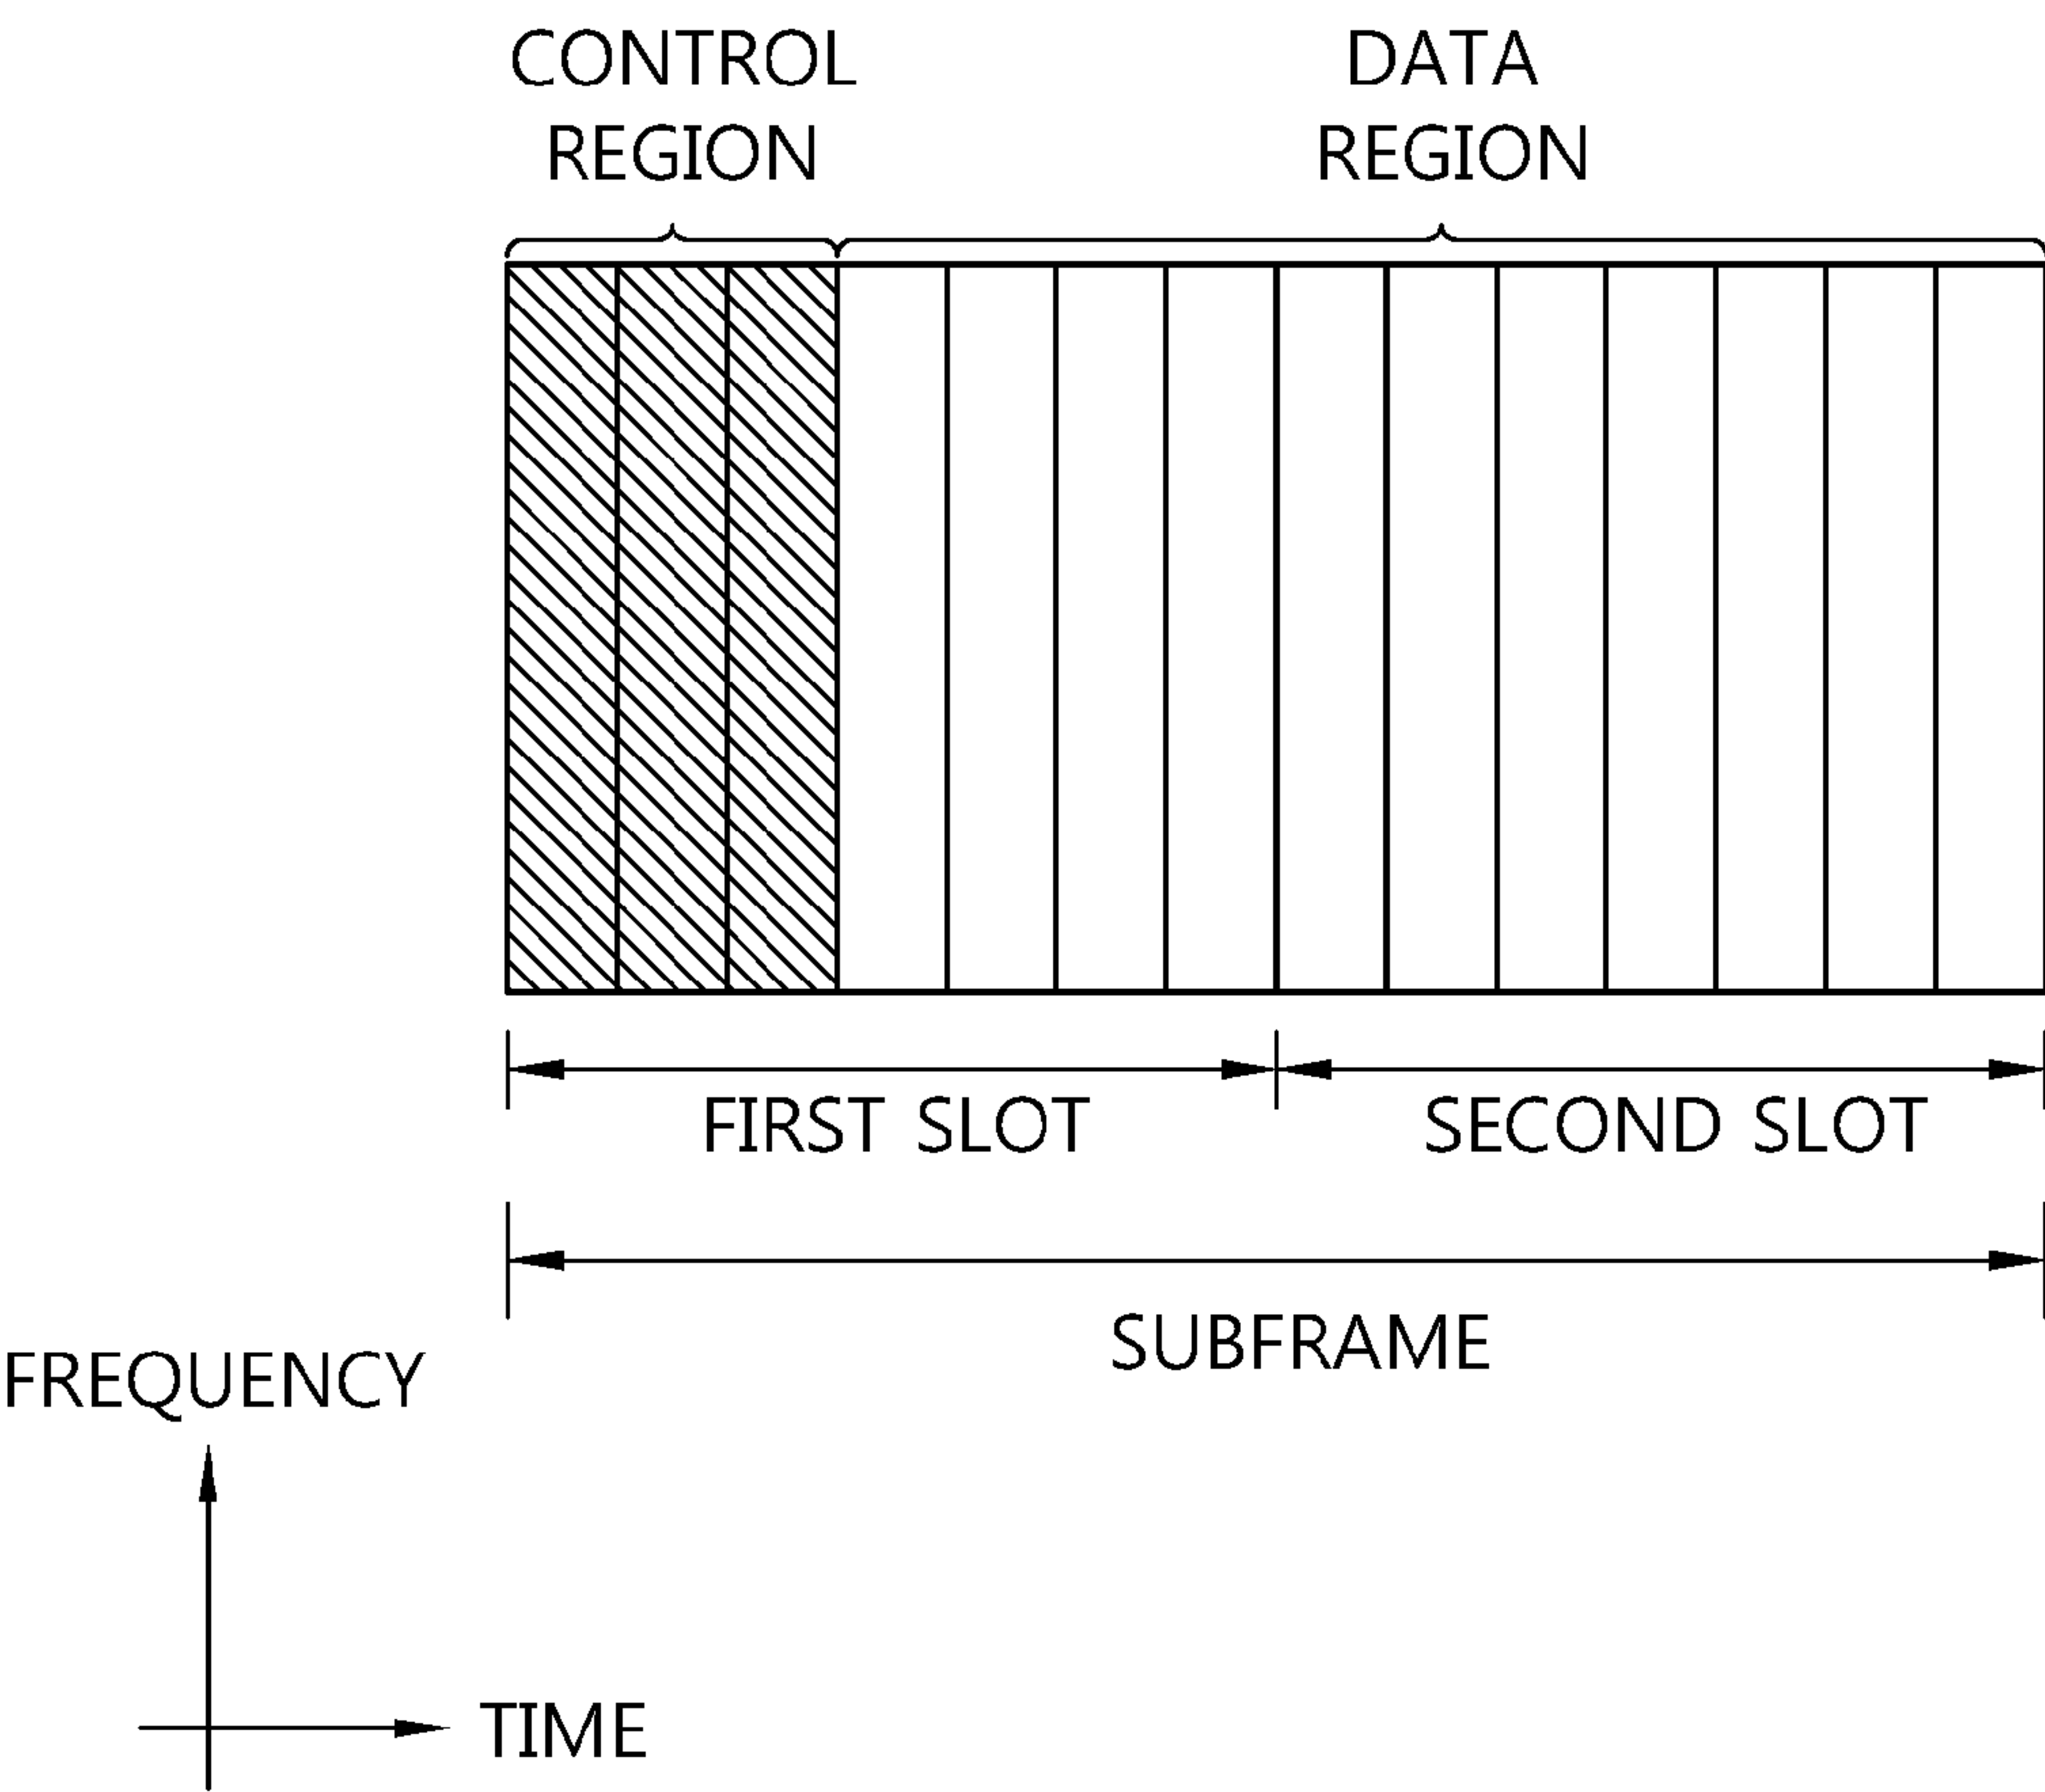 CONTROL
REGION
DATA
REGION
FIRST SLOT
SECOND SLOT
SUBFRAME
FREQUENCY
TIME